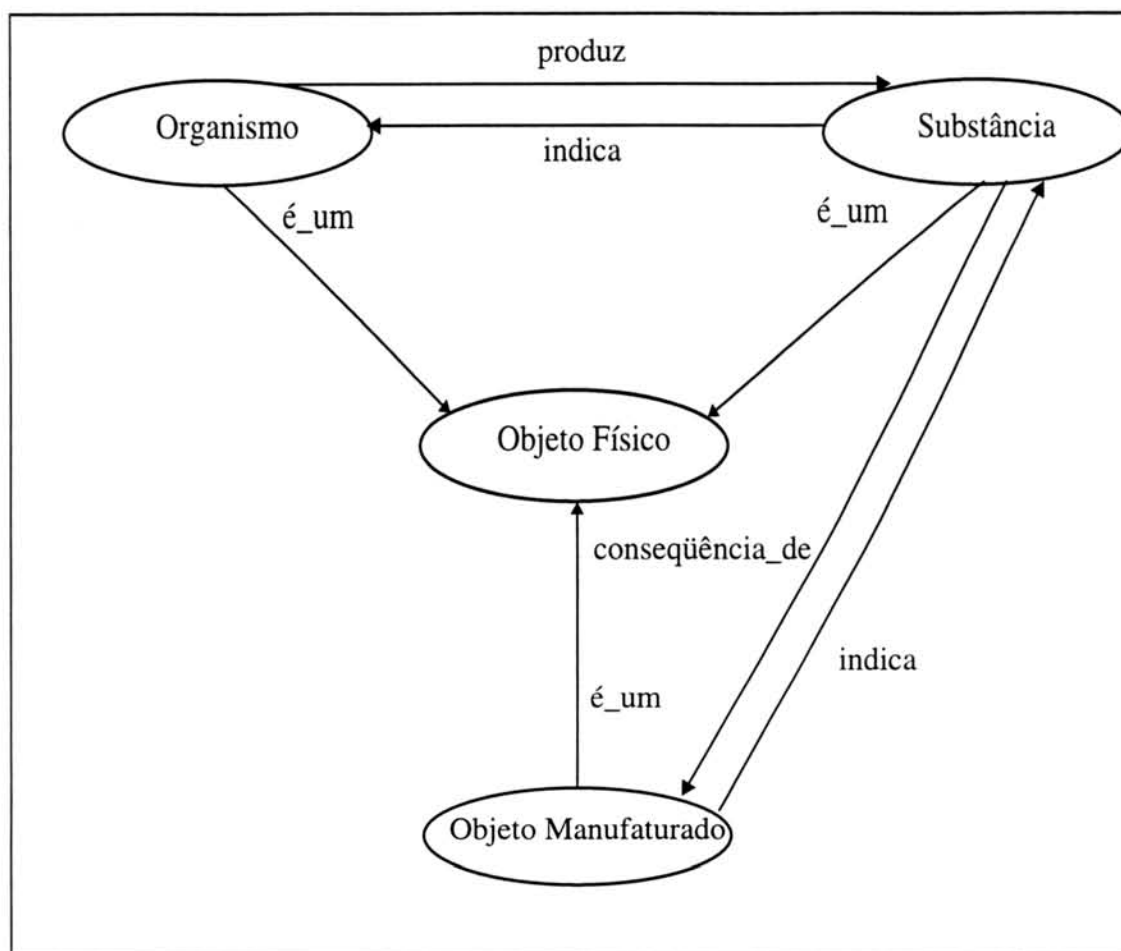 produz
Organismo
Substância
indica
é_um
é_um
Objeto Físico
conseqüência_de
indica
é_um
Objeto Manufaturado